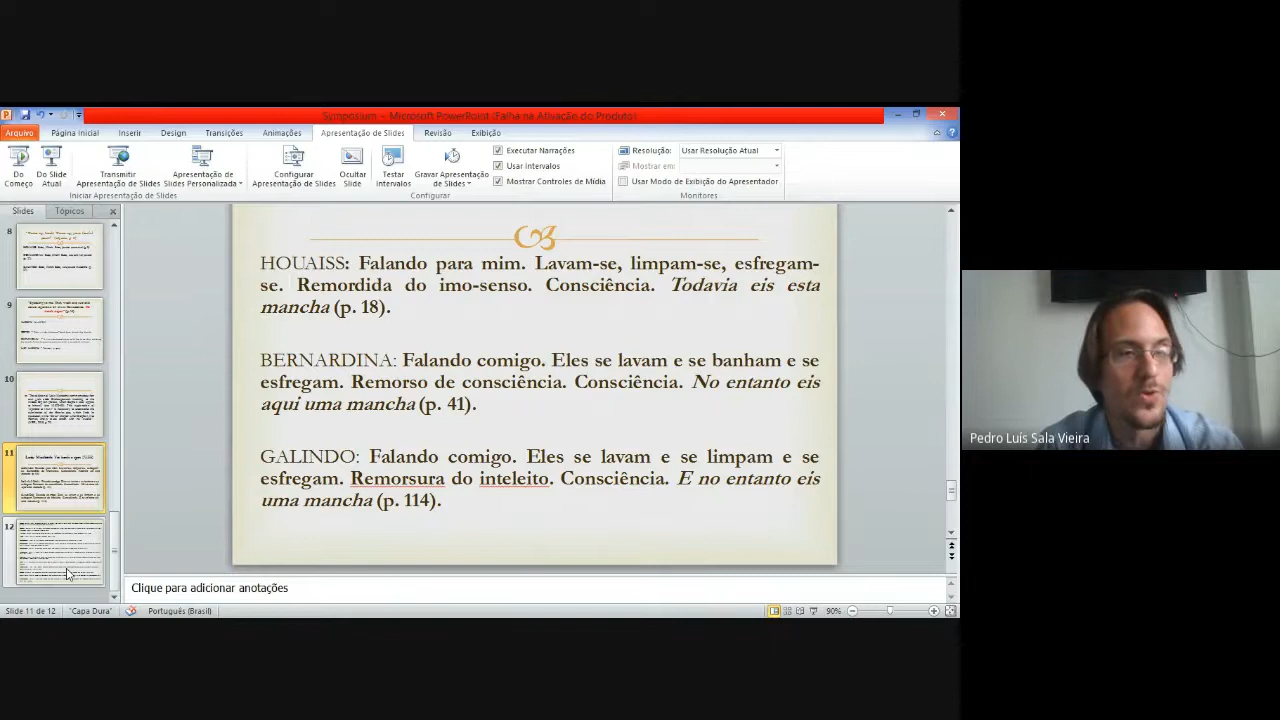 Symposium - Microsoft PowerPoint (Falha na Ativação do Produto)
Arquivo Página Inicial Inserir Design Transições Animações Apresentação de Slides Revisão Exibição
Do Começo
Do Slide Atual
Transmitir Apresentação de Slides
Apresentação de Slides Personalizada
Configurar Apresentação de Slides
Ocultar Slide
Testar Intervalos
Gravar Apresentação de Slides
Executar Narrações
Usar Intervalos
Mostrar Controles de Mídia
Resolução: Usar Resolução Atual
Mostrar em:
Usar Modo de Exibição do Apresentador
Iniciar Apresentação de Slides
Configurar
Monitores
Slides Tópicos
8
9
10
11
12
HOUAISS: Falando para mim. Lavam-se, limpam-se, esfregam-
se. Remordida do imo-senso. Consciência. Todavia eis esta
mancha (p. 18).
BERNARDINA: Falando comigo. Eles se lavam e se banham e se
esfregam. Remorso de consciência. Consciência. No entanto eis
aqui uma mancha (p. 41).
GALINDO: Falando comigo. Eles se lavam e se limpam e se
esfregam. Remorsura do inteleito. Consciência. E no entanto eis
uma mancha (p. 114).
Clique para adicionar anotações
Slide 11 de 12 "Capa Dura" Português (Brasil) 90%
Pedro Luís Sala Vieira